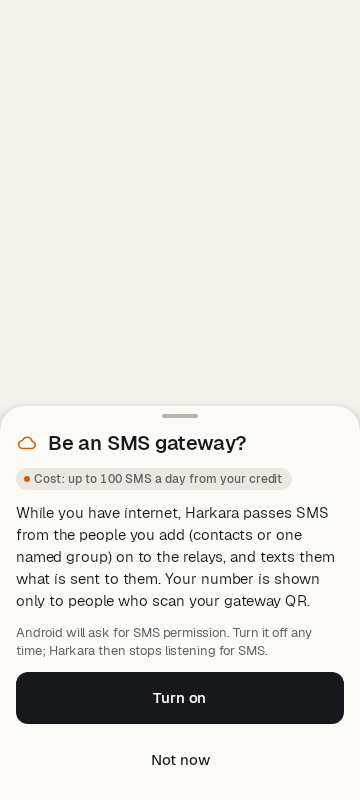 Be an SMS gateway?
Cost: up to 100 SMS a day from your credit
While you have internet, Harkara passes SMS
from the people you add (contacts or one
named group) on to the relays, and texts them
what is sent to them. Your number is shown
only to people who scan your gateway QR.
Android will ask for SMS permission. Turn it off any
time; Harkara then stops listening for SMS.
Turn on
Not now